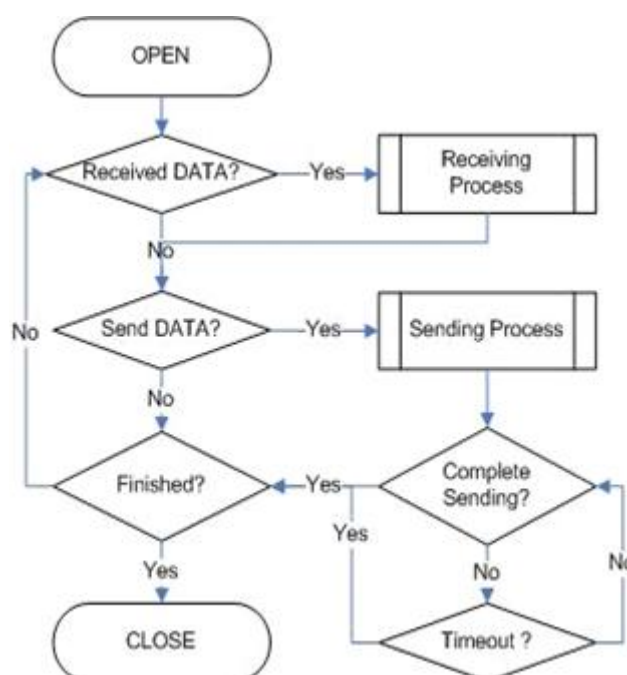 OPEN
Received DATA?
Yes
Receiving
Process
No
Send DATA?
Yes
Sending Process
No
No
Finished?
Yes
Complete
Sending?
Yes
No
No
Yes
CLOSE
Timeout ?